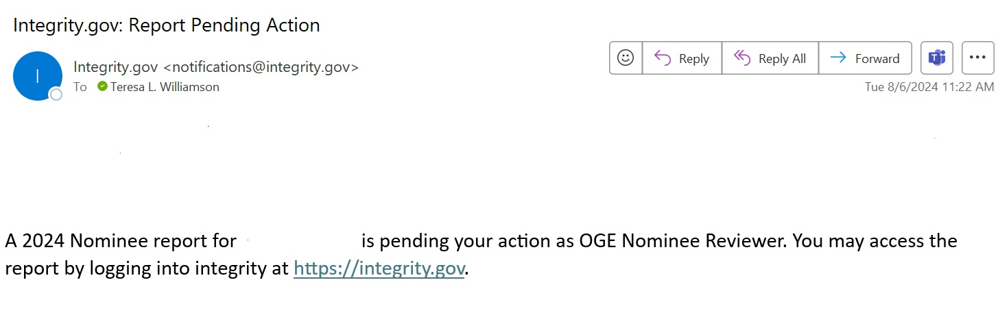 Integrity.gov: Report Pending Action
I
Integrity.gov <notifications@integrity.gov>
To Teresa L. Williamson
Reply
Reply All
Forward
Tue 8/6/2024 11:22 AM
A 2024 Nominee report for is pending your action as OGE Nominee Reviewer. You may access the
report by logging into integrity at https://integrity.gov.